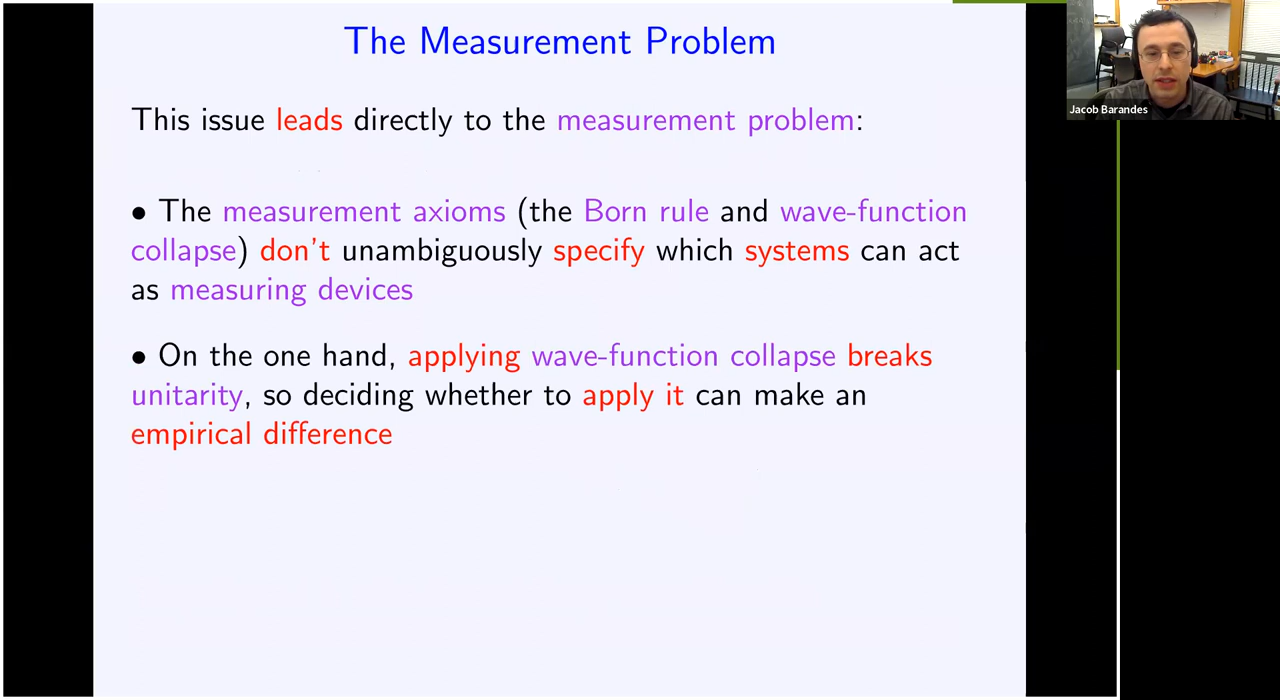 The Measurement Problem
This issue leads directly to the measurement problem:
• The measurement axioms (the Born rule and wave-function
collapse) don't unambiguously specify which systems can act
as measuring devices
• On the one hand, applying wave-function collapse breaks
unitarity, so deciding whether to apply it can make an
empirical difference
Jacob Barandes